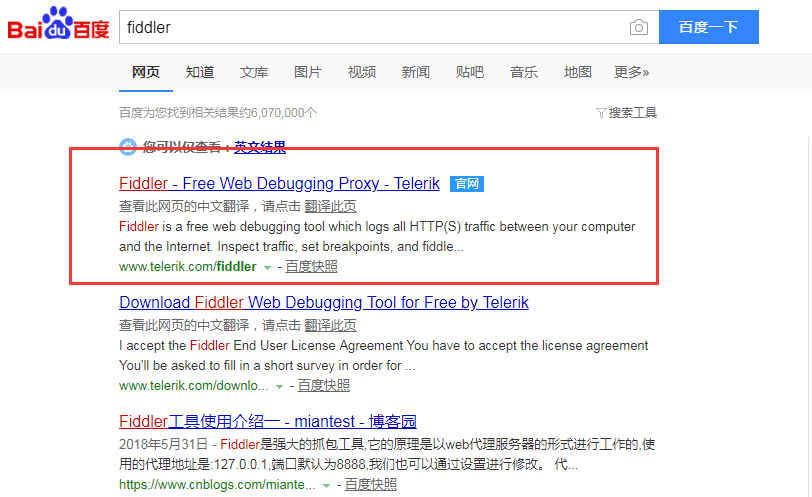 Bai du 百度 fiddler 百度一下
网页 知道 文库 图片 视频 新闻 贴吧 音乐 地图 更多»
百度为您找到相关结果约6,070,000个 搜索工具
您可以仅查看：英文结果
Fiddler - Free Web Debugging Proxy - Telerik 官网
查看此网页的中文翻译，请点击 翻译此页
Fiddler is a free web debugging tool which logs all HTTP(S) traffic between your computer
and the Internet. Inspect traffic, set breakpoints, and fiddle...
www.telerik.com/fiddler - 百度快照
Download Fiddler Web Debugging Tool for Free by Telerik
查看此网页的中文翻译，请点击 翻译此页
I accept the Fiddler End User License Agreement You have to accept the license agreement
You'll be asked to fill in a short survey in order for ...
www.telerik.com/downlo... - 百度快照
Fiddler工具使用介绍一 - miantest - 博客园
2018年5月31日 - Fiddler是强大的抓包工具,它的原理是以web代理服务器的形式进行工作的,使
用的代理地址是:127.0.0.1,端口默认为8888,我们也可以通过设置进行修改。 代...
https://www.cnblogs.com/miante... - 百度快照